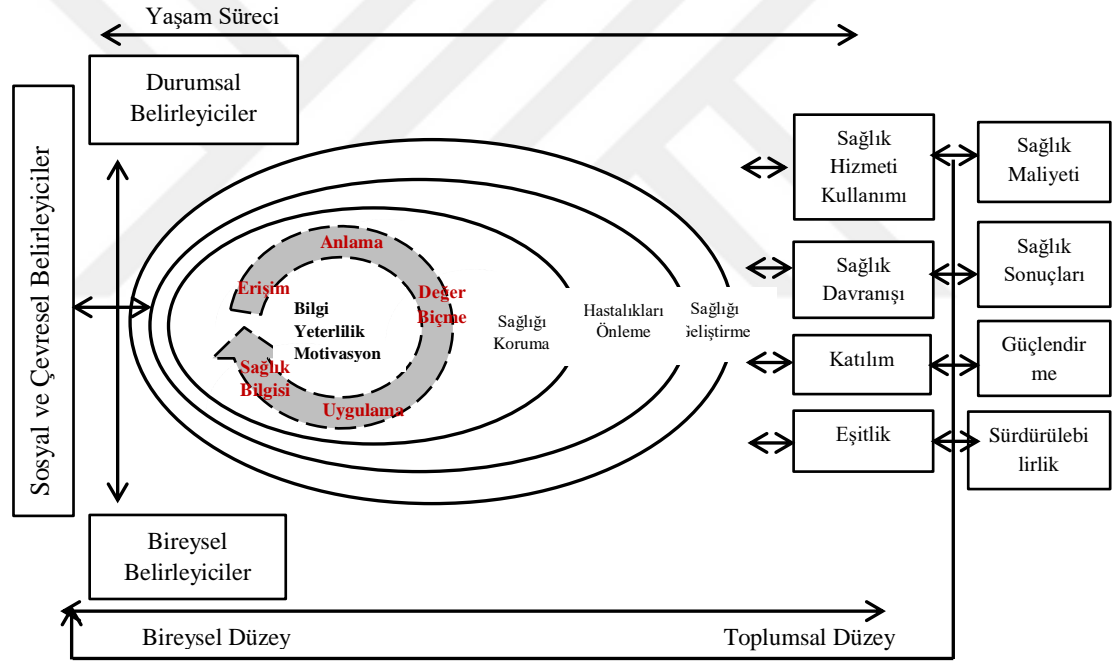 Yaşam Süreci
Durumsal
Belirleyiciler
Sosyal ve Çevresel Belirleyiciler
Bireysel
Belirleyiciler
Erişim
Anlama
Değer
Biçme
Uygulama
Sağlık
Bilgisi
Bilgi
Yeterlilik
Motivasyon
Sağlığı
Koruma
Hastalıkları
Önleme
Sağlığı
Geliştirme
Sağlık
Hizmeti
Kullanımı
Sağlık
Maliyeti
Sağlık
Davranışı
Sağlık
Sonuçları
Katılım
Güçlendir
me
Eşitlik
Sürdürülebi
lirlik
Bireysel Düzey
Toplumsal Düzey